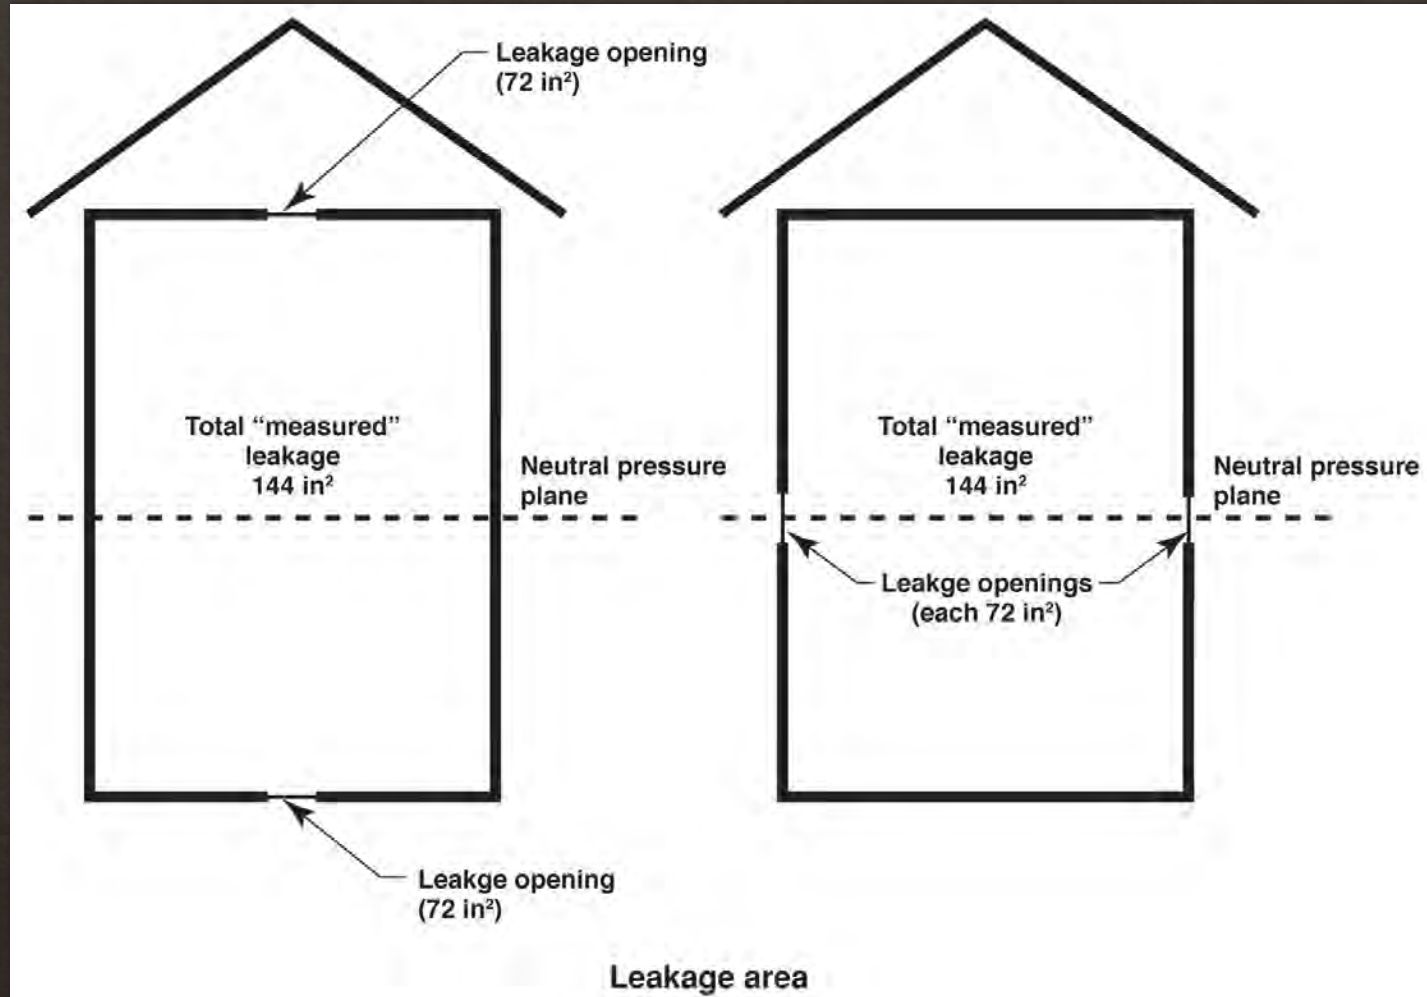 Leakage opening
(72 in²)
Total “measured”
leakage
144 in²
Neutral pressure
plane
Leakge opening
(72 in²)
Total “measured”
leakage
144 in²
Neutral pressure
plane
Leakge openings
(each 72 in²)
Leakage area